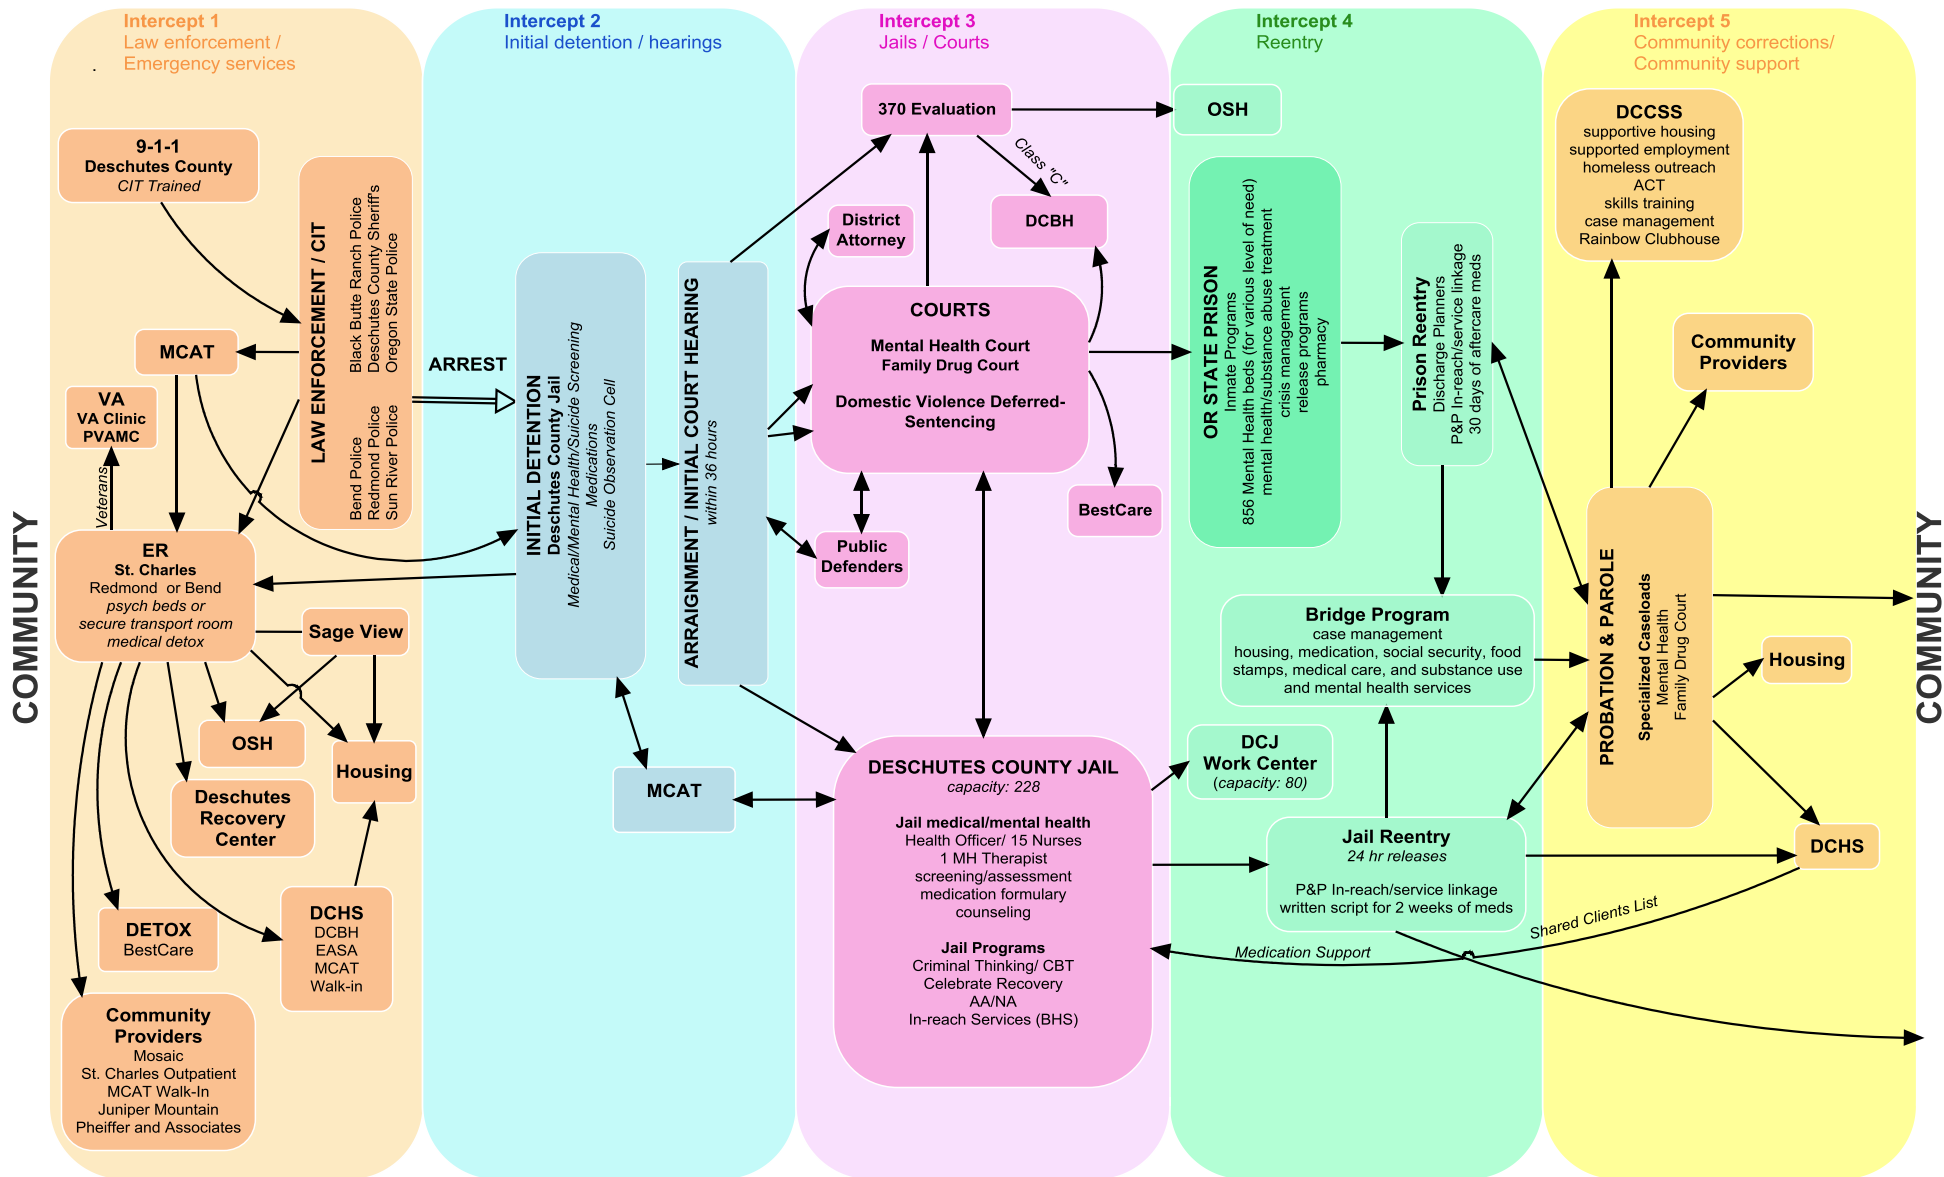 Intercept 1
Law enforcement /
Emergency services
.
9-1-1
Deschutes County
CIT Trained
LAW ENFORCEMENT / CIT
Black Butte Ranch Police
Deschutes County Sheriff's
Oregon State Police
Bend Police
Redmond Police
Sun River Police
MCAT
VA
VA Clinic
PVAMC
Veterans
ER
St. Charles
Redmond or Bend
psych beds or
secure transport room
medical detox
Sage View
OSH
Housing
Deschutes
Recovery
Center
DETOX
BestCare
DCHS
DCBH
EASA
MCAT
Walk-in
Community
Providers
Mosaic
St. Charles Outpatient
MCAT Walk-In
Juniper Mountain
Pheiffer and Associates
COMMUNITY
Intercept 2
Initial detention / hearings
ARREST
INITIAL DETENTION
Deschutes County Jail
Medical/Mental Health/Suicide Screening
Medications
Suicide Observation Cell
ARRAIGNMENT / INITIAL COURT HEARING
within 36 hours
MCAT
Intercept 3
Jails / Courts
370 Evaluation
Class "C"
District
Attorney
DCBH
COURTS
Mental Health Court
Family Drug Court
Domestic Violence Deferred-
Sentencing
BestCare
Public
Defenders
DESCHUTES COUNTY JAIL
capacity: 228
Jail medical/mental health
Health Officer/ 15 Nurses
1 MH Therapist
screening/assessment
medication formulary
counseling
Jail Programs
Criminal Thinking/ CBT
Celebrate Recovery
AA/NA
In-reach Services (BHS)
Intercept 4
Reentry
OSH
OR STATE PRISON
Inmate Programs
856 Mental Health beds (for various level of need)
mental health/substance abuse treatment
crisis management
release programs
pharmacy
Prison Reentry
Discharge Planners
P&P In-reach/service linkage
30 days of aftercare meds
Bridge Program
case management
housing, medication, social security, food
stamps, medical care, and substance use
and mental health services
DCJ
Work Center
(capacity: 80)
Jail Reentry
24 hr releases
P&P In-reach/service linkage
written script for 2 weeks of meds
Medication Support
Shared Clients List
Intercept 5
Community corrections/
Community support
DCCSS
supportive housing
supported employment
homeless outreach
ACT
skills training
case management
Rainbow Clubhouse
Community
Providers
PROBATION & PAROLE
Specialized Caseloads
Mental Health
Family Drug Court
Housing
DCHS
COMMUNITY